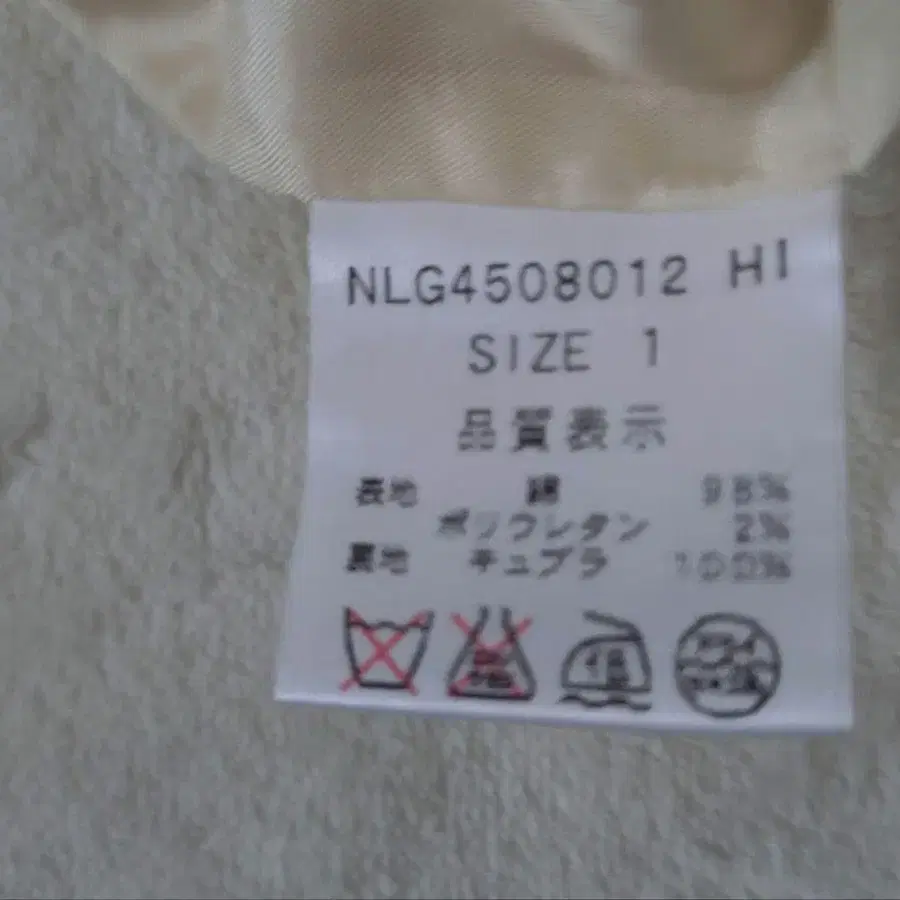 NLG4508012 HI
SIZE 1
品質表示
表地 綿 98%
ポリウレタン 2%
裏地 キュプラ 100%